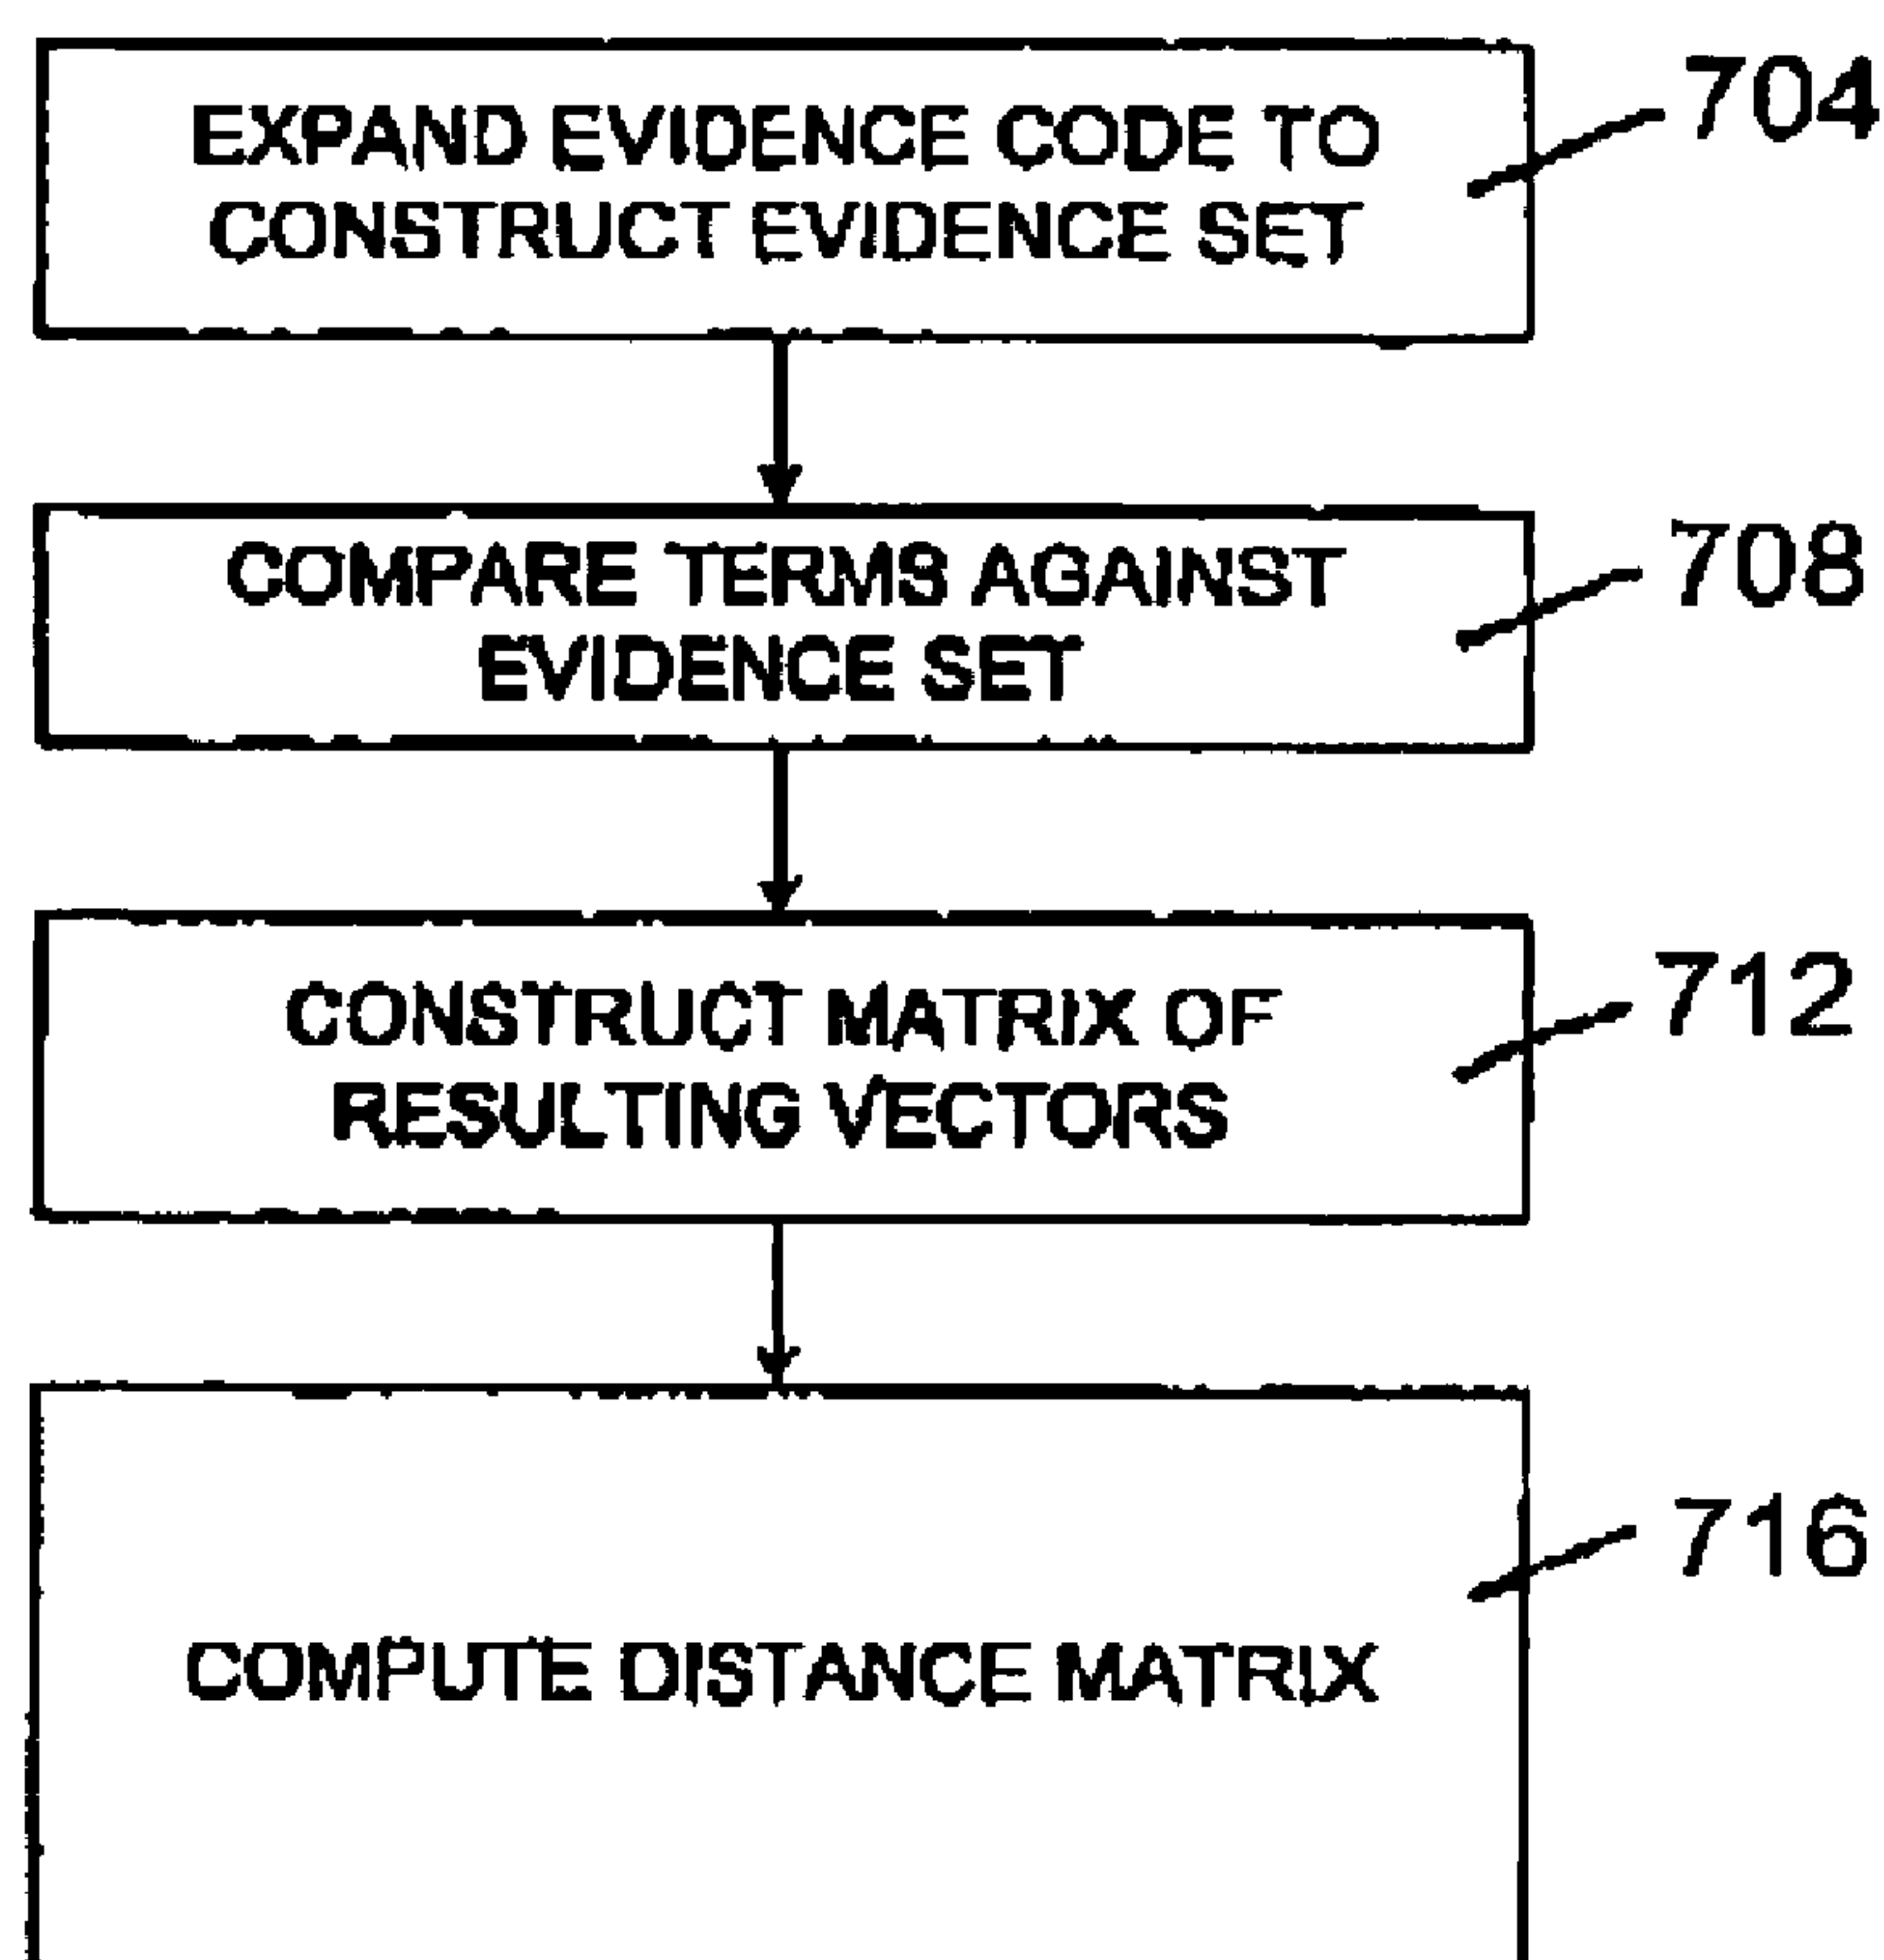 EXPAND EVIDENCE CODE TO
CONSTRUCT EVIDENCE SET
704
COMPARE TERMS AGAINST
EVIDENCE SET
708
CONSTRUCT MATRIX OF
RESULTING VECTORS
712
COMPUTE DISTANCE MATRIX
716